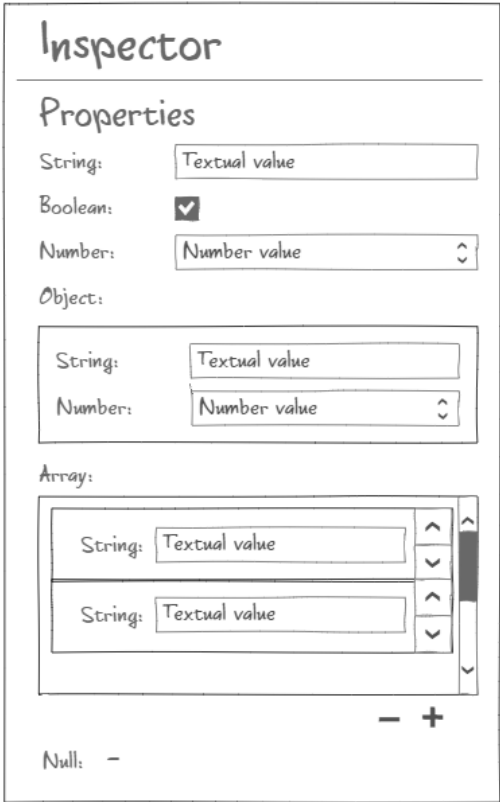 Inspector
Properties
String: Textual value
Boolean:
Number: Number value
Object:
String: Textual value
Number: Number value
Array:
String: Textual value
String: Textual value
− +
Null: -